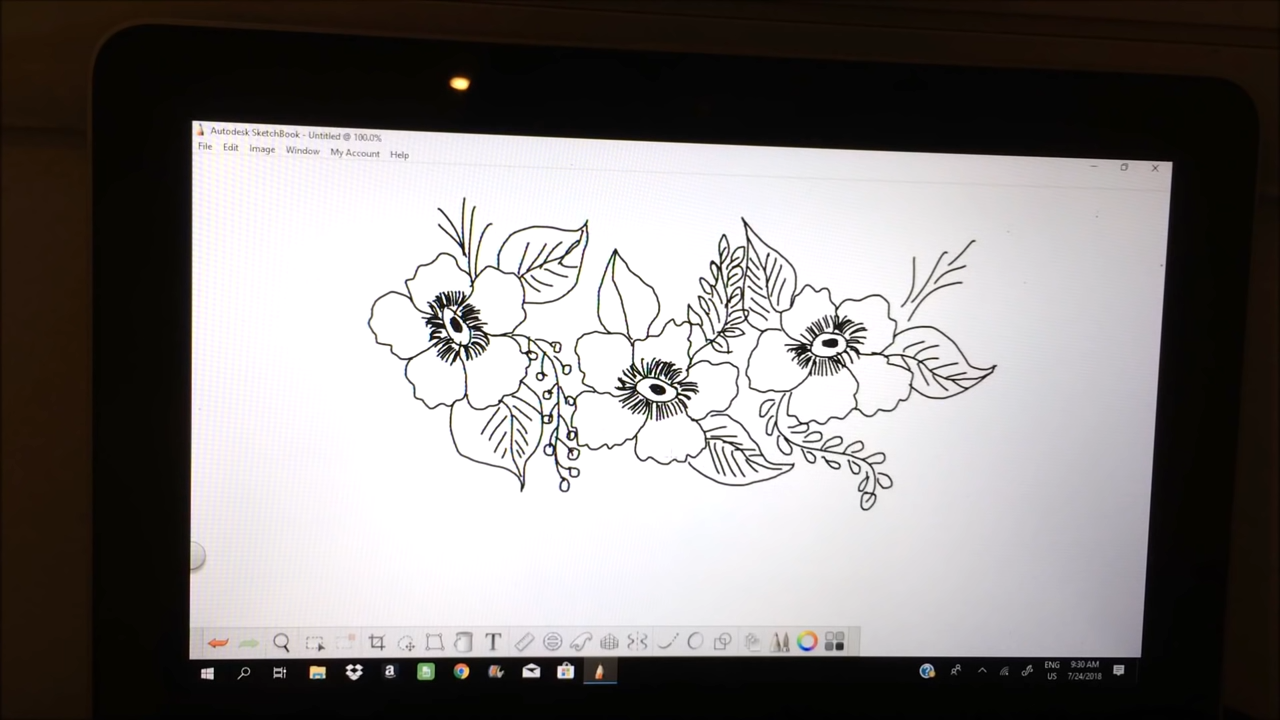 Autodesk SketchBook - Untitled @ 100.0%
File Edit Image Window My Account Help
T
a
ENG 9:30 AM
US 7/24/2018